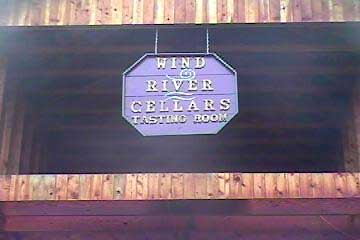 WIND
RIVER
CELLARS
TASTING ROOM